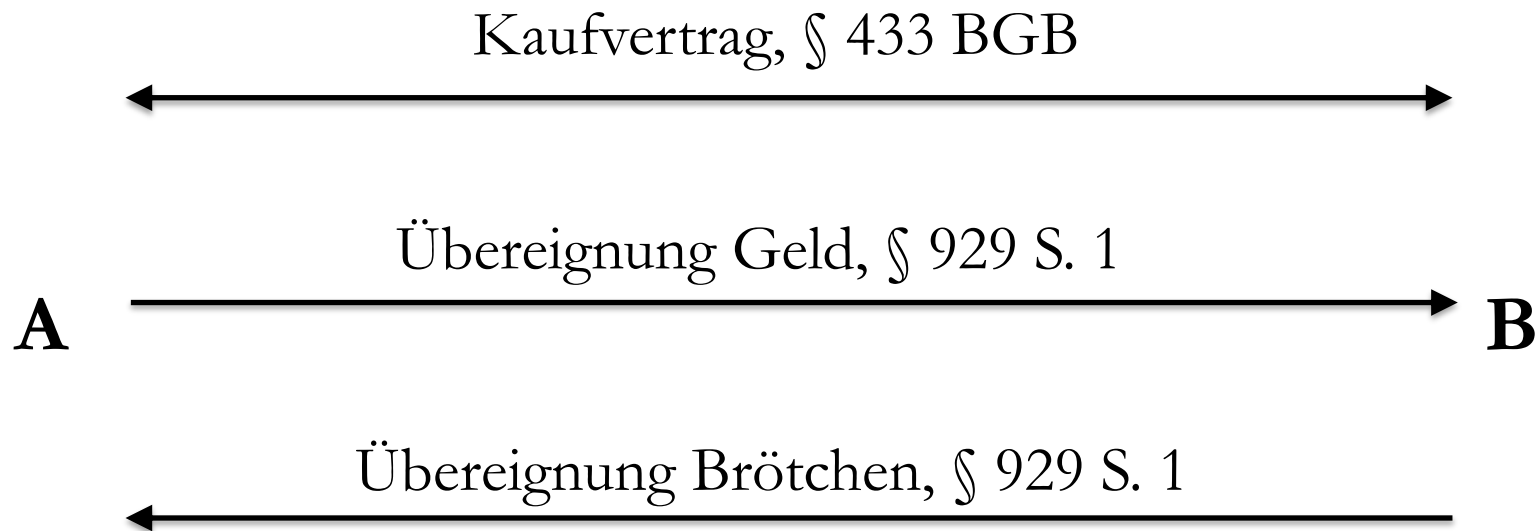 Kaufvertrag, § 433 BGB
Übereignung Geld, § 929 S. 1
A
B
Übereignung Brötchen, § 929 S. 1